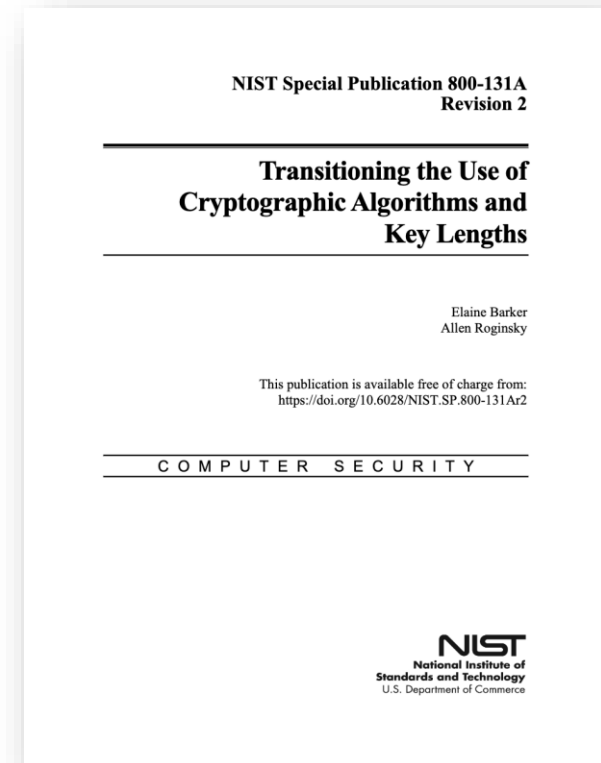 NIST Special Publication 800-131A
Revision 2
Transitioning the Use of
Cryptographic Algorithms and
Key Lengths
Elaine Barker
Allen Roginsky
This publication is available free of charge from:
https://doi.org/10.6028/NIST.SP.800-131Ar2
COMPUTER SECURITY
NIST
National Institute of
Standards and Technology
U.S. Department of Commerce